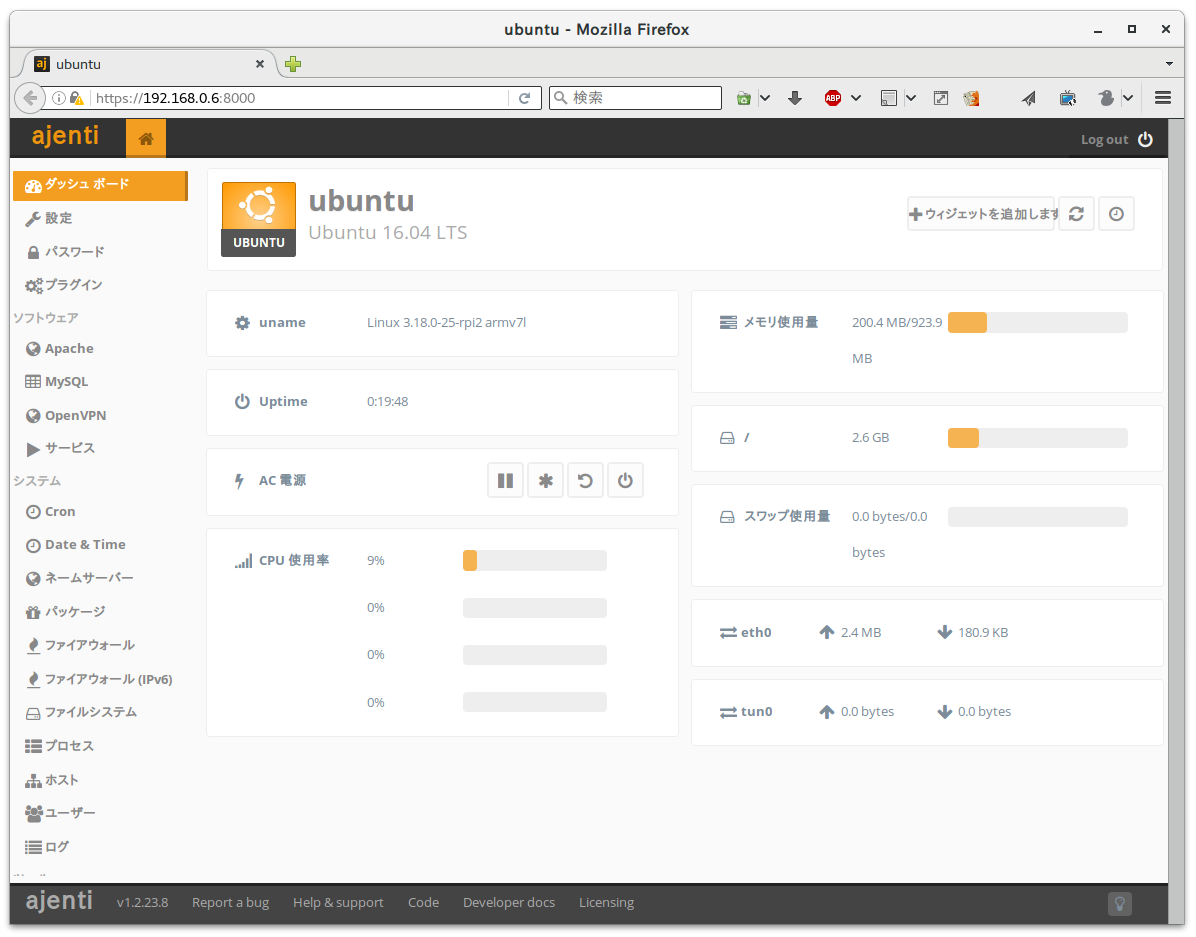 ubuntu - Mozilla Firefox
aj ubuntu
https://192.168.0.6:8000
検索
ABP
ajenti
Log out
ダッシュボード
設定
パスワード
プラグイン
ソフトウェア
Apache
MySQL
OpenVPN
サービス
システム
Cron
Date & Time
ネームサーバー
パッケージ
ファイアウォール
ファイアウォール (IPv6)
ファイルシステム
プロセス
ホスト
ユーザー
ログ
UBUNTU
ubuntu
Ubuntu 16.04 LTS
ウィジェットを追加します
uname Linux 3.18.0-25-rpi2 armv7l
Uptime 0:19:48
AC 電源
CPU 使用率 9%
0%
0%
0%
メモリ使用量 200.4 MB/923.9
MB
/ 2.6 GB
スワップ使用量 0.0 bytes/0.0
bytes
eth0 2.4 MB 180.9 KB
tun0 0.0 bytes 0.0 bytes
ajenti v1.2.23.8 Report a bug Help & support Code Developer docs Licensing